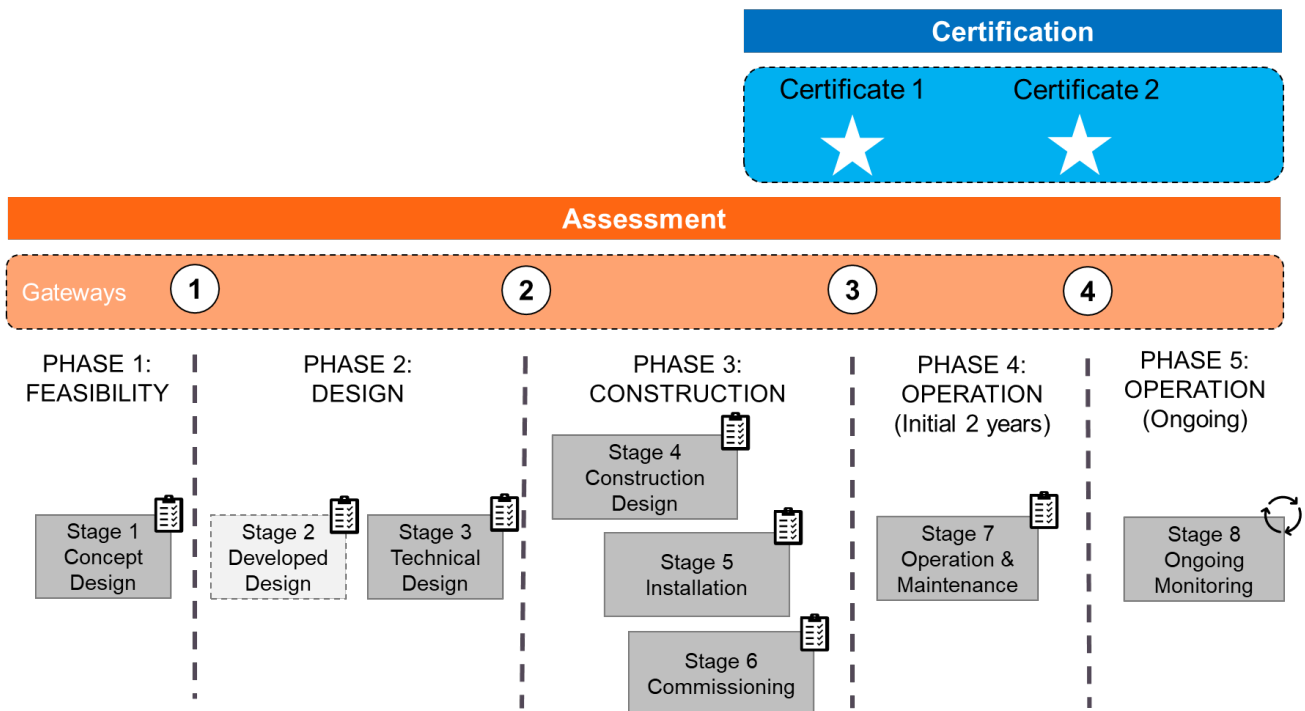 Certification
Certificate 1
Certificate 2
Assessment
Gateways
1
2
3
4
PHASE 1:
FEASIBILITY
PHASE 2:
DESIGN
PHASE 3:
CONSTRUCTION
PHASE 4:
OPERATION
(Initial 2 years)
PHASE 5:
OPERATION
(Ongoing)
Stage 1
Concept
Design
Stage 2
Developed
Design
Stage 3
Technical
Design
Stage 4
Construction
Design
Stage 5
Installation
Stage 6
Commissioning
Stage 7
Operation &
Maintenance
Stage 8
Ongoing
Monitoring